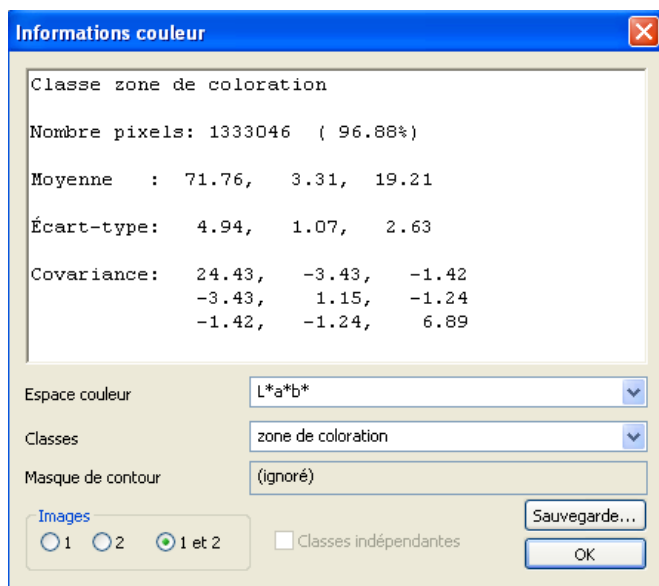 Informations couleur
Classe zone de coloration
Nombre pixels: 1333046 ( 96.88%)
Moyenne : 71.76, 3.31, 19.21
Écart-type: 4.94, 1.07, 2.63
Covariance: 24.43, -3.43, -1.42
-3.43, 1.15, -1.24
-1.42, -1.24, 6.89
Espace couleur L*a*b*
Classes zone de coloration
Masque de contour (ignoré)
Images
1 2 1 et 2
Classes indépendantes
Sauvegarde...
OK